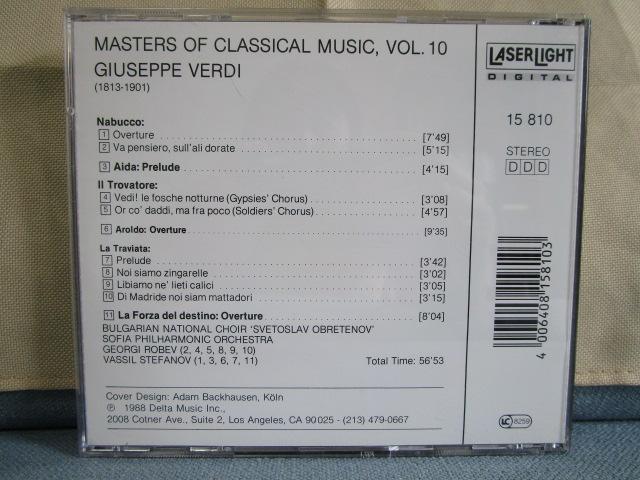 MASTERS OF CLASSICAL MUSIC, VOL. 10
GIUSEPPE VERDI
(1813-1901)
Nabucco:
1 Overture [7'49]
2 Va pensiero, sull'ali dorate [5'15]
3 Aida: Prelude [4'15]
Il Trovatore:
4 Vedi! le fosche notturne (Gypsies' Chorus) [3'08]
5 Or co' daddi, ma fra poco (Soldiers' Chorus) [4'57]
6 Aroldo: Overture [9'35]
La Traviata:
7 Prelude [3'42]
8 Noi siamo zingarelle [3'02]
9 Libiamo ne' lieti calici [3'05]
10 Di Madride noi siam mattadori [3'15]
11 La Forza del destino: Overture [8'04]
BULGARIAN NATIONAL CHOIR 'SVETOSLAV OBRETENOV'
SOFIA PHILHARMONIC ORCHESTRA
GEORGI ROBEV (2, 4, 5, 8, 9, 10)
VASSIL STEFANOV (1, 3, 6, 7, 11) Total Time: 56'53
Cover Design: Adam Backhausen, Köln
℗ 1988 Delta Music Inc.,
2008 Cotner Ave., Suite 2, Los Angeles, CA 90025 - (213) 479-0667
LASERLIGHT
DIGITAL
15 810
STEREO
DDD
4 006408 158103
LC 8259